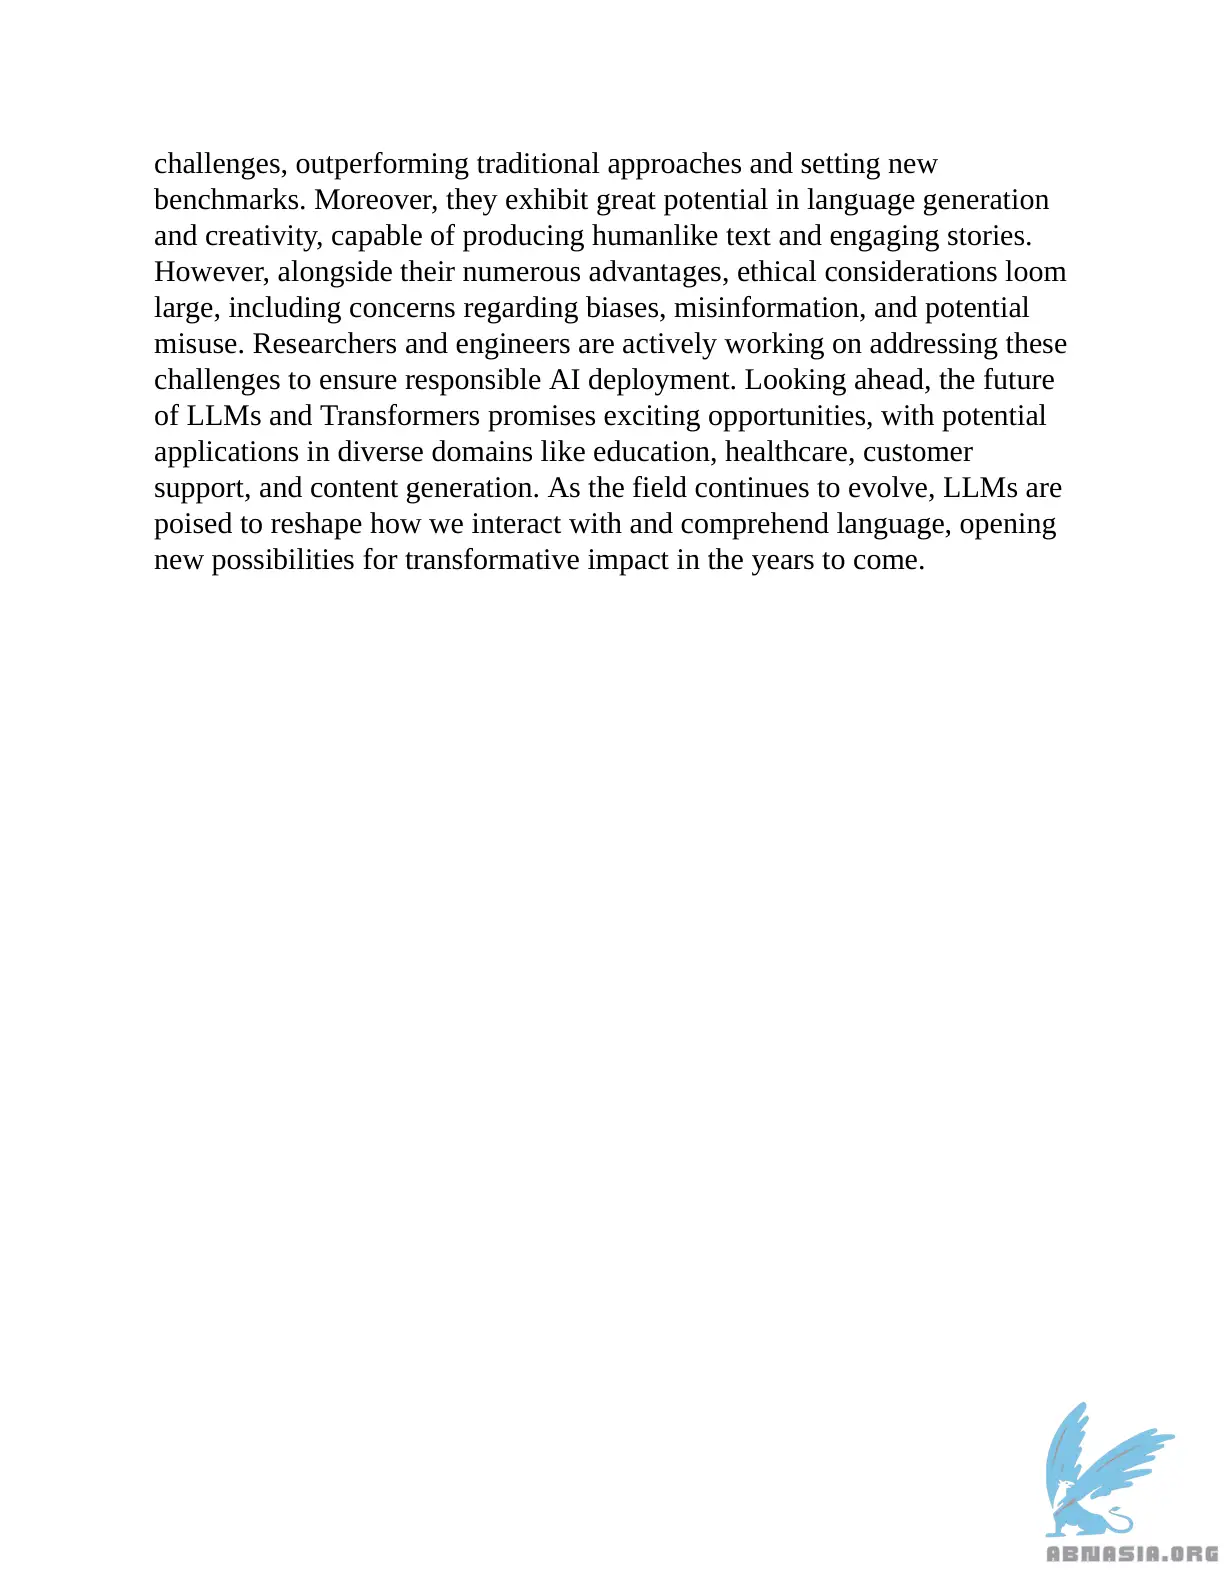 challenges, outperforming traditional approaches and setting new
benchmarks. Moreover, they exhibit great potential in language generation
and creativity, capable of producing humanlike text and engaging stories.
However, alongside their numerous advantages, ethical considerations loom
large, including concerns regarding biases, misinformation, and potential
misuse. Researchers and engineers are actively working on addressing these
challenges to ensure responsible AI deployment. Looking ahead, the future
of LLMs and Transformers promises exciting opportunities, with potential
applications in diverse domains like education, healthcare, customer
support, and content generation. As the field continues to evolve, LLMs are
poised to reshape how we interact with and comprehend language, opening
new possibilities for transformative impact in the years to come.
ABNASIA.ORG